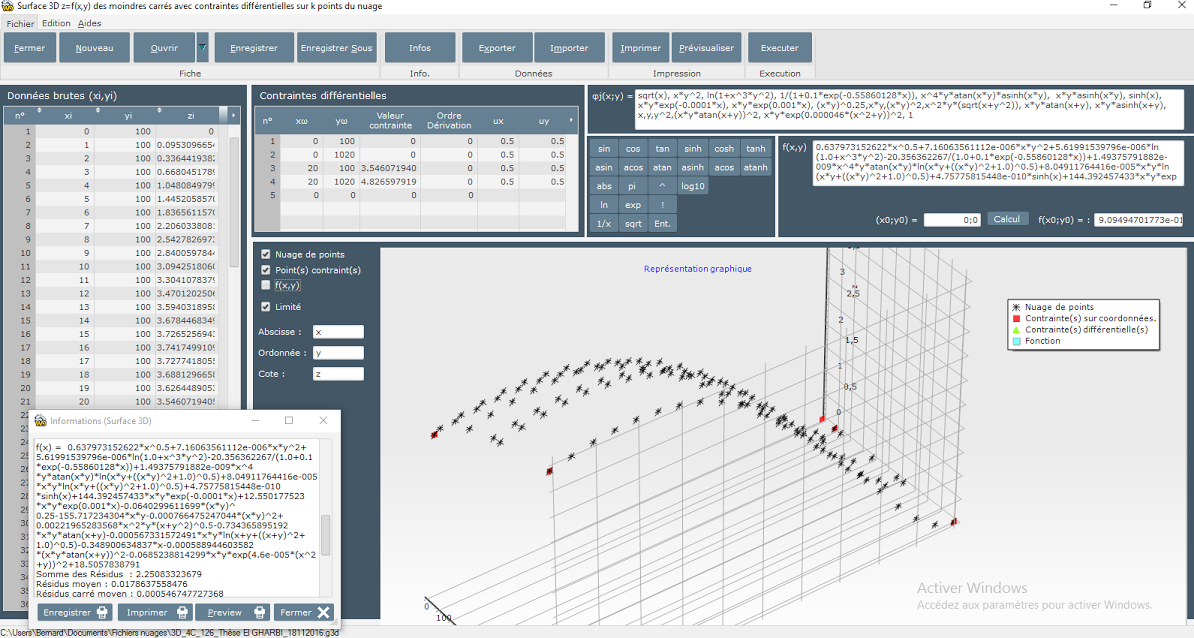 Surface 3D z=f(x,y) des moindres carrés avec contraintes différentielles sur k points du nuage
Fichier Edition Aides
Fermer Nouveau Ouvrir Enregistrer Enregistrer Sous Infos Exporter Importer Imprimer Prévisualiser Executer
Fiche Info. Données Impression Execution
Données brutes (xi,yi)
n° xi yi zi
1 0 100 0
2 1 100 0.095309665
3 2 100 0.336441938
4 3 100 0.668045178
5 4 100 1.048084979
6 5 100 1.445205857
7 6 100 1.836561157
8 7 100 2.206033808
9 8 100 2.542782697
10 9 100 2.840059784
11 10 100 3.094251806
12 11 100 3.304107837
13 12 100 3.470120250
14 13 100 3.594031895
15 14 100 3.678446834
16 15 100 3.726525694
17 16 100 3.741749910
18 17 100 3.727741805
19 18 100 3.688129665
20 19 100 3.626448905
21 20 100 3.546071940
Contraintes différentielles
n° xω yω Valeur contrainte Ordre Dérivation ux uy
1 0 100 0 0 0.5 0.5
2 0 1020 0 0 0.5 0.5
3 20 100 3.546071940 0 0.5 0.5
4 20 1020 4.826597919 0 0.5 0.5
5 0 0 0 0
φj(x;y) = sqrt(x), x*y^2, ln(1+x^3*y^2), 1/(1+0.1*exp(-0.55860128*x)), x^4*y*atan(x*y)*asinh(x*y), x*y*asinh(x*y), sinh(x),
x*y*exp(-0.0001*x), x*y*exp(0.001*x), (x*y)^0.25,x*y,(x*y)^2,x^2*y*(sqrt(x+y^2)), x*y*atan(x+y), x*y*asinh(x+y),
x,y,y^2,(x*y*atan(x+y))^2, x*y*exp(0.000046*(x^2+y))^2, 1
sin cos tan sinh cosh tanh
asin acos atan asinh acos atanh
abs pi ^ log10
ln exp !
1/x sqrt Ent.
f(x,y) 0.637973152622*x^0.5+7.16063561112e-006*x*y^2+5.61991539796e-006*ln
(1.0+x^3*y^2)-20.356362267/(1.0+0.1*exp(-0.55860128*x))+1.49375791882e-
009*x^4*y*atan(x*y)*ln(x*y+((x*y)^2+1.0)^0.5)+8.04911764416e-005*x*y*ln
(x*y+((x*y)^2+1.0)^0.5)+4.75775815448e-010*sinh(x)+144.392457433*x*y*exp
(x0;y0) = 0;0 Calcul f(x0;y0) = : 9.09494701773e-01
Nuage de points
Point(s) contraint(s)
f(x,y)
Limité
Abscisse : x
Ordonnée : y
Cote : z
Représentation graphique
3
z
2,5
2
1,5
0,5
0
0
100
Nuage de points
Contrainte(s) sur coordonnées.
Contrainte(s) différentielle(s)
Fonction
Informations (Surface 3D)
f(x) = 0.637973152622*x^0.5+7.16063561112e-006*x*y^2+
5.61991539796e-006*ln(1.0+x^3*y^2)-20.356362267/(1.0+0.1
*exp(-0.55860128*x))+1.49375791882e-009*x^4
*y*atan(x*y)*ln(x*y+((x*y)^2+1.0)^0.5)+8.04911764416e-005
*x*y*ln(x*y+((x*y)^2+1.0)^0.5)+4.75775815448e-010
*sinh(x)+144.392457433*x*y*exp(-0.0001*x)+12.550177523
*x*y*exp(0.001*x)-0.0640299611699*(x*y)^
0.25-155.717234304*x*y-0.000766475247044*(x*y)^2+
0.00221965283568*x^2*y*(x+y^2)^0.5-0.734365895192
*x*y*atan(x+y)-0.000567331572491*x*y*ln(x+y+((x+y)^2+
1.0)^0.5)-0.348900634837*x-0.000588944603582
*(x*y*atan(x+y))^2-0.0685238814299*x*y*exp(4.6e-005*(x^2
+y))^2+18.5057838791
Somme des Résidus : 2.25083323679
Résidus moyen : 0.0178637558476
Résidus carré moyen : 0.000546747727368
Enregistrer Imprimer Preview Fermer
Activer Windows
Accédez aux paramètres pour activer Windows.
C:\Users\Bernard\Documents\Fichiers nuages\3D_4C_126_Thèse El GHARBI_18112016.g3d